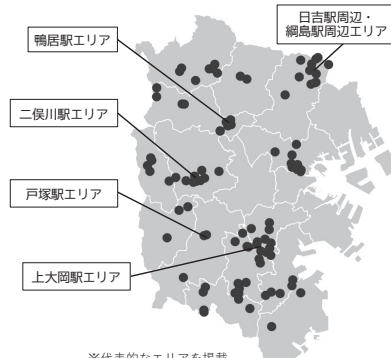 日吉駅周辺・
綱島駅周辺エリア
鴨居駅エリア
二俣川駅エリア
戸塚駅エリア
上大岡駅エリア
※代表的なエリアを掲載